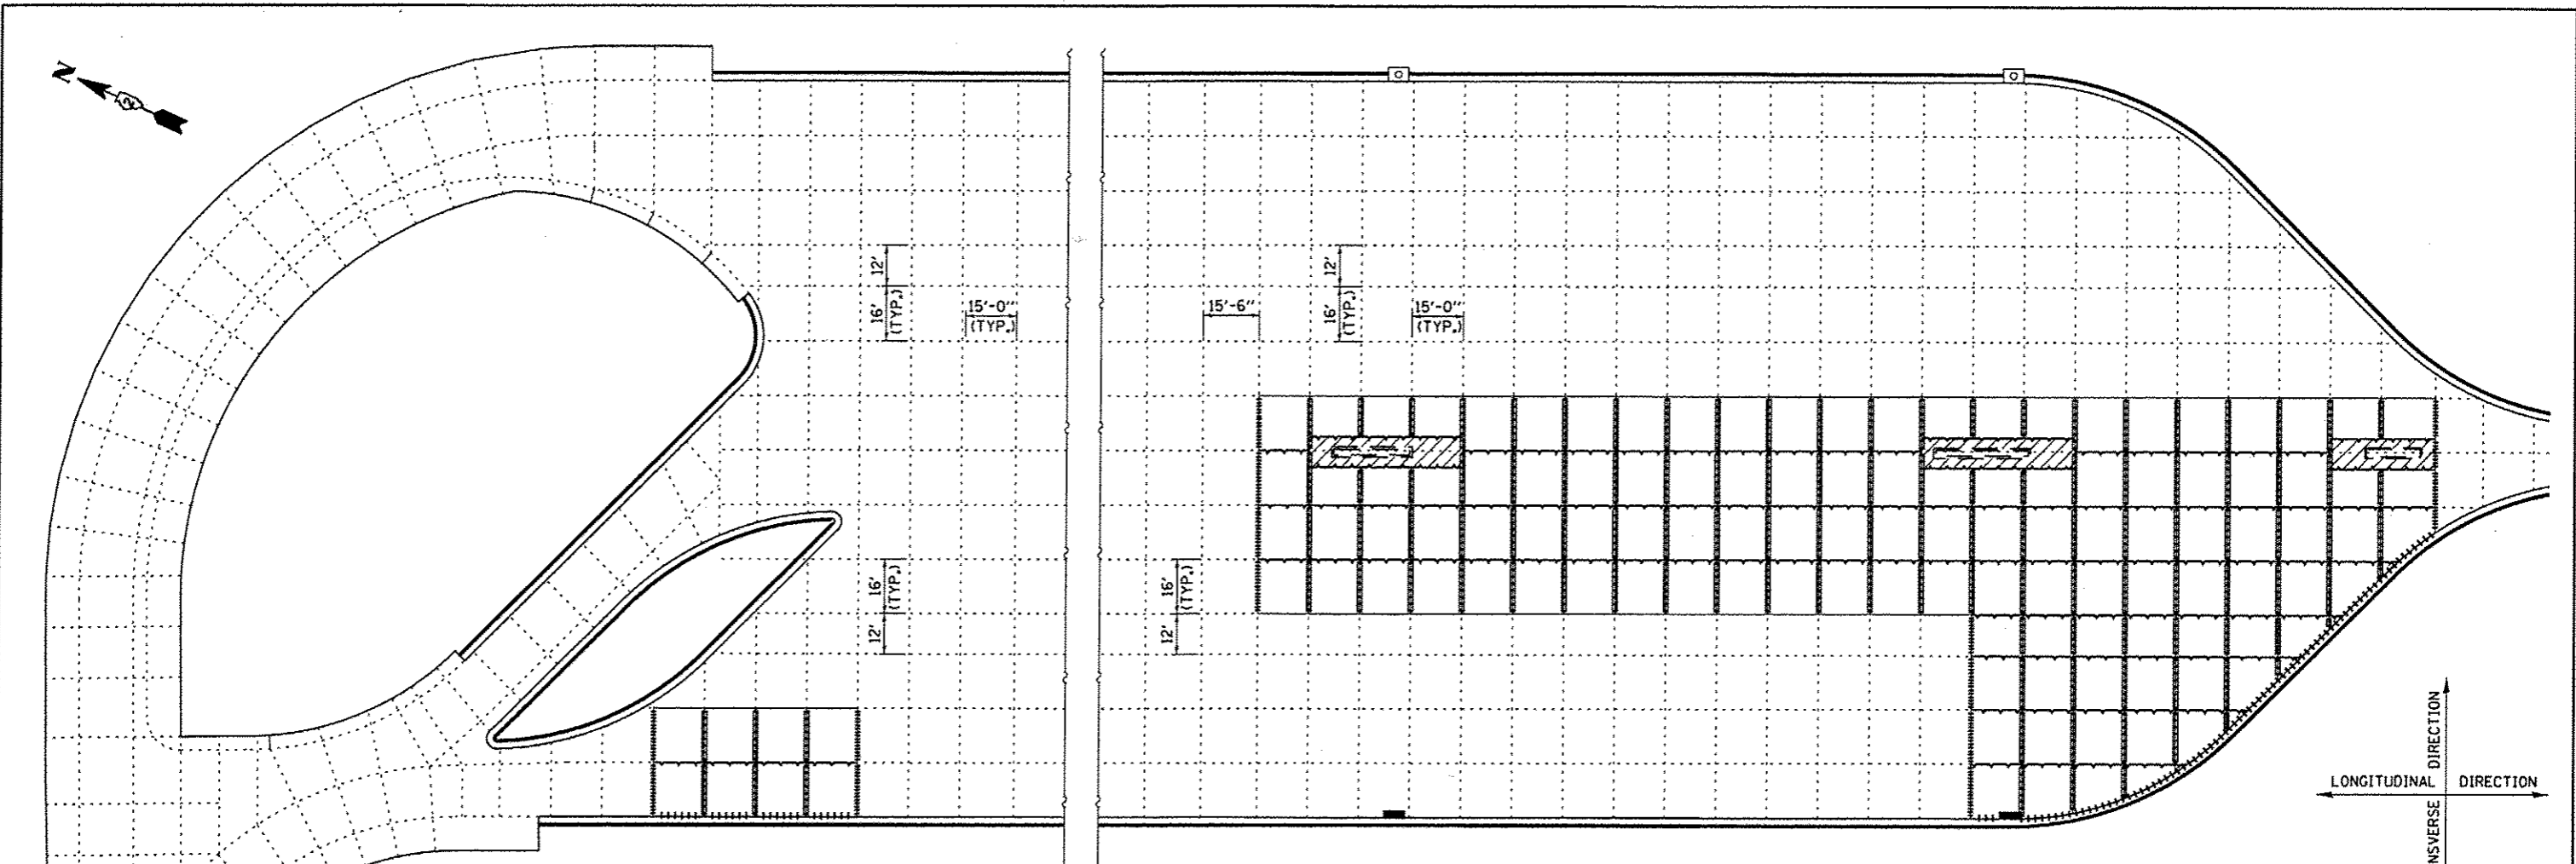 N
2
12'
16'
(TYP.)
15'-0"
(TYP.)
15'-6"
12'
16'
(TYP.)
15'-0"
(TYP.)
16'
(TYP.)
12'
16'
(TYP.)
12'
LONGITUDINAL DIRECTION
NSVERSE DIRECTION